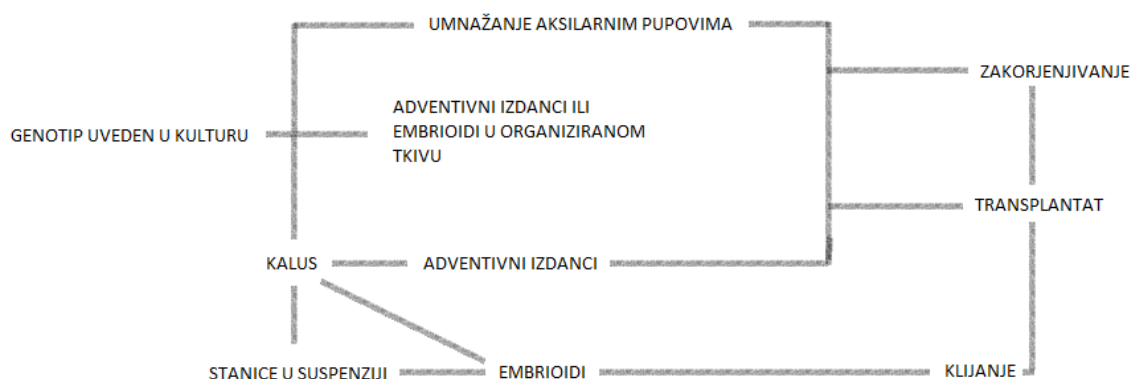 UMNAŽANJE AKSILARNIM PUPOVIMA
ZAKORJENJIVANJE
ADVENTIVNI IZDANCI ILI
EMBRIOIDI U ORGANIZIRANOM
TKIVU
GENOTIP UVEDEN U KULTURU
TRANSPLANTAT
KALUS
ADVENTIVNI IZDANCI
STANICE U SUSPENZIJI
EMBRIOIDI
KLIJANJE